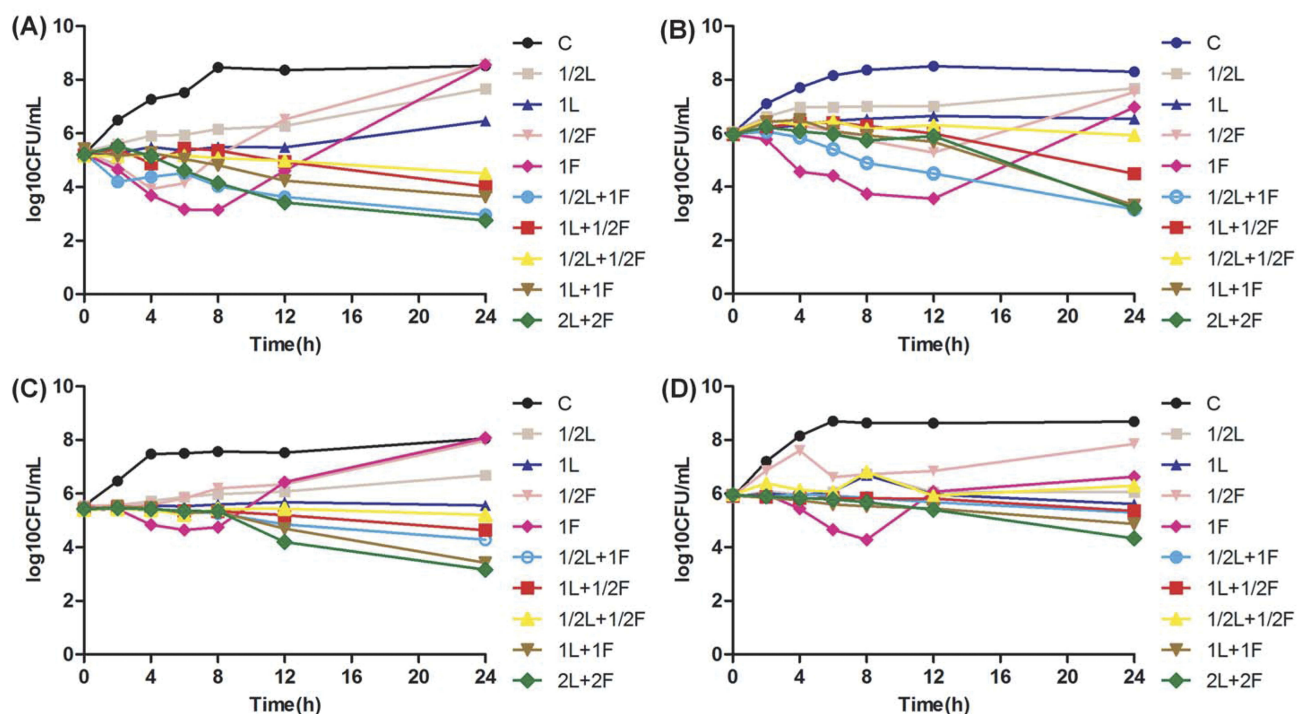 (A)
log10CFU/mL
10
8
6
4
2
0
0 4 8 12 16 20 24
Time(h)
C
1/2L
1L
1/2F
1F
1/2L+1F
1L+1/2F
1/2L+1/2F
1L+1F
2L+2F
(B)
log10CFU/mL
10
8
6
4
2
0
0 4 8 12 16 20 24
Time(h)
C
1/2L
1L
1/2F
1F
1/2L+1F
1L+1/2F
1/2L+1/2F
1L+1F
2L+2F
(C)
log10CFU/mL
10
8
6
4
2
0
0 4 8 12 16 20 24
Time(h)
C
1/2L
1L
1/2F
1F
1/2L+1F
1L+1/2F
1/2L+1/2F
1L+1F
2L+2F
(D)
log10CFU/mL
10
8
6
4
2
0
0 4 8 12 16 20 24
Time(h)
C
1/2L
1L
1/2F
1F
1/2L+1F
1L+1/2F
1/2L+1/2F
1L+1F
2L+2F